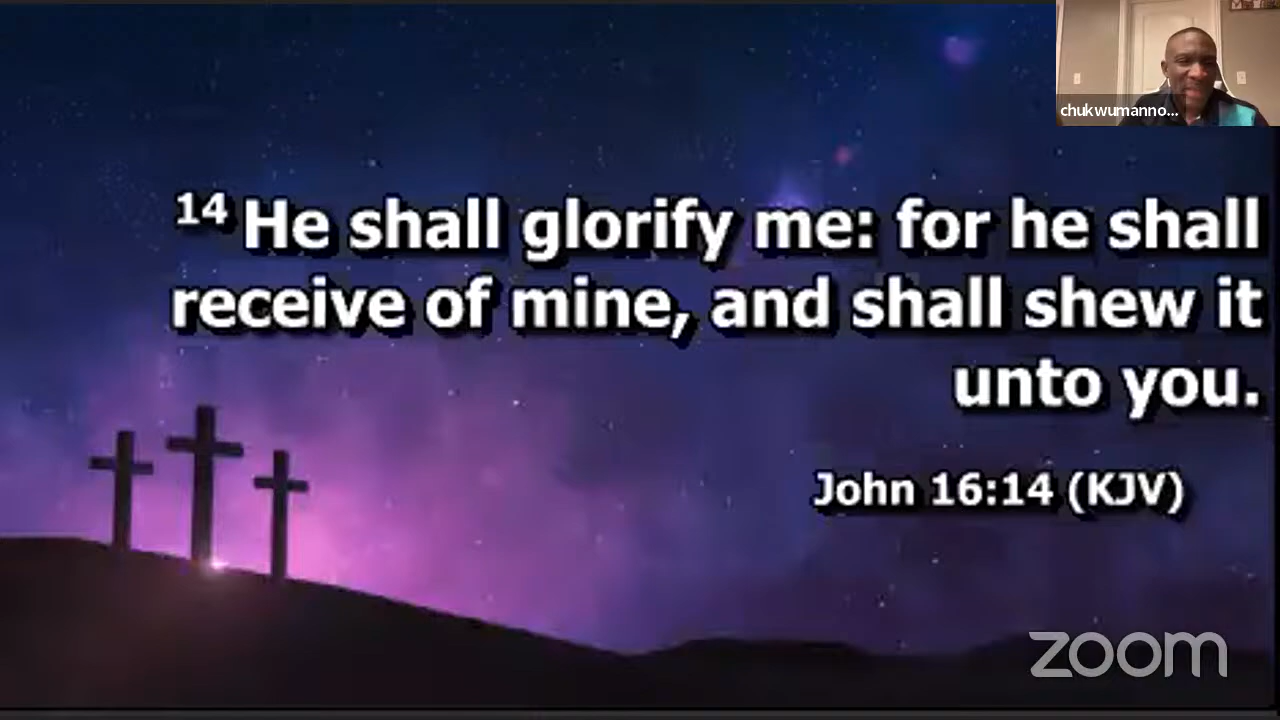 chukwumanno...
14 He shall glorify me: for he shall
receive of mine, and shall shew it
unto you.
John 16:14 (KJV)
zoom